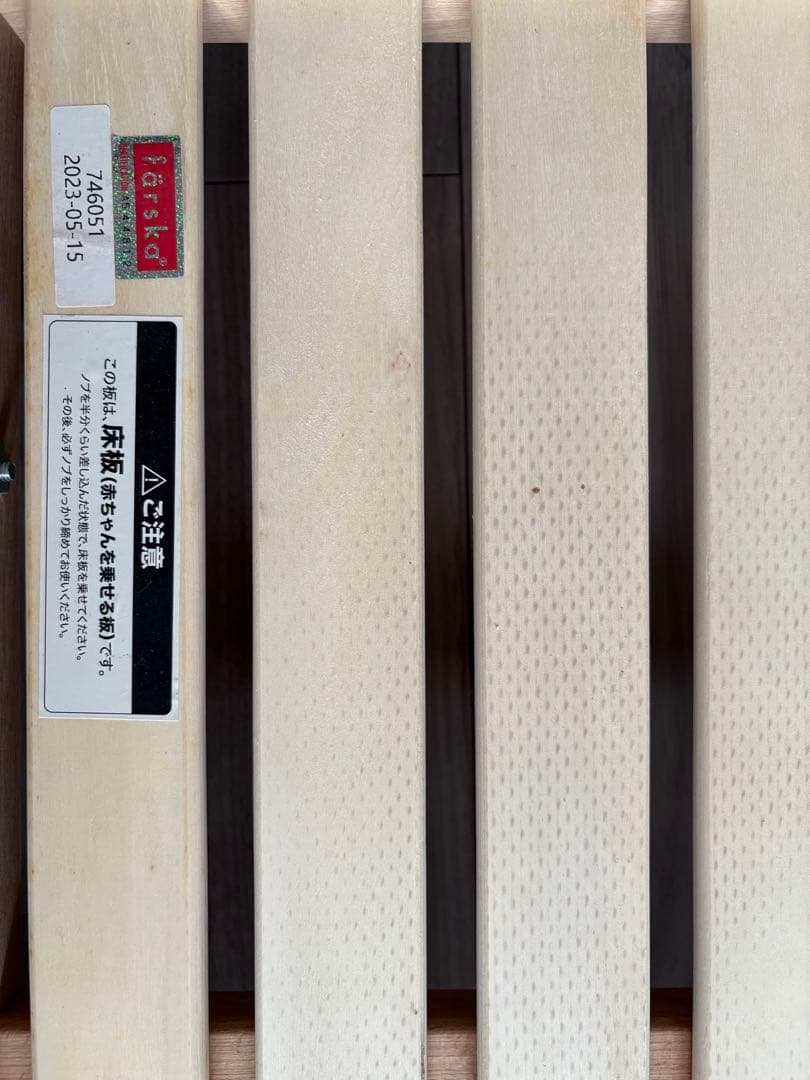 746051
2023-05-15
färska®
A544812
ご注意
この板は、床板(赤ちゃんを乗せる板)です。
ノブを半分くらい差し込んだ状態で、床板を乗せてください。
その後、必ずノブをしっかり締めてお使いください。